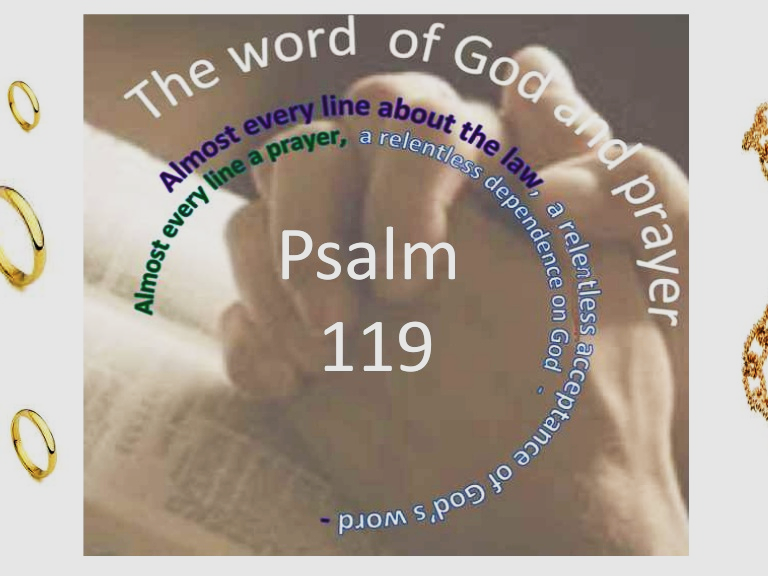 The word of God and prayer
Almost every line about the law, a relentless acceptance of God's word -
Almost every line a prayer, a relentless dependence on God -
Psalm
119